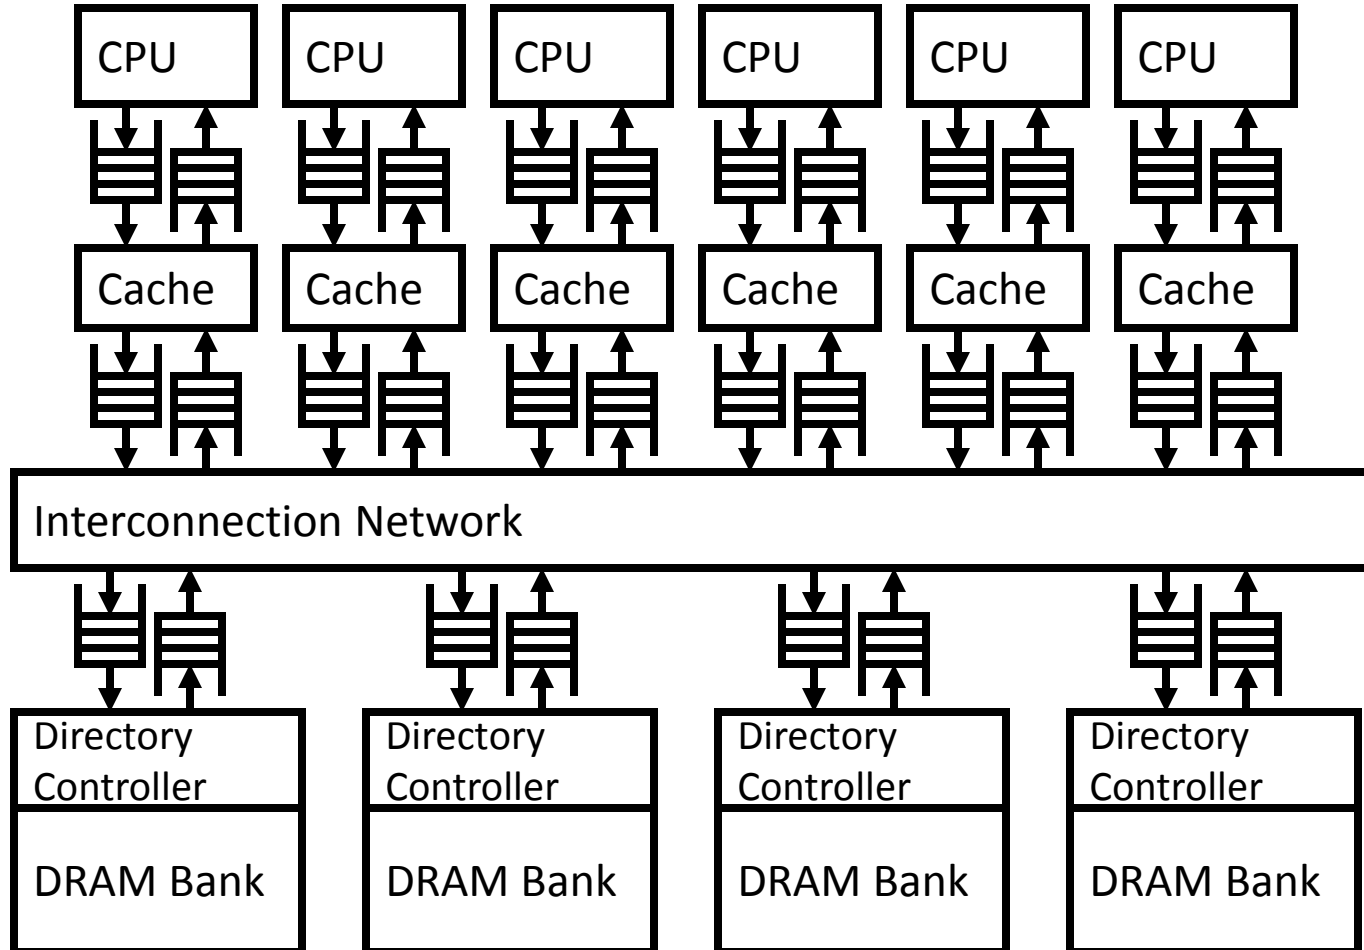 CPU CPU CPU CPU CPU CPU
Cache Cache Cache Cache Cache Cache
Interconnection Network
Directory Directory Directory Directory
Controller Controller Controller Controller
DRAM Bank DRAM Bank DRAM Bank DRAM Bank